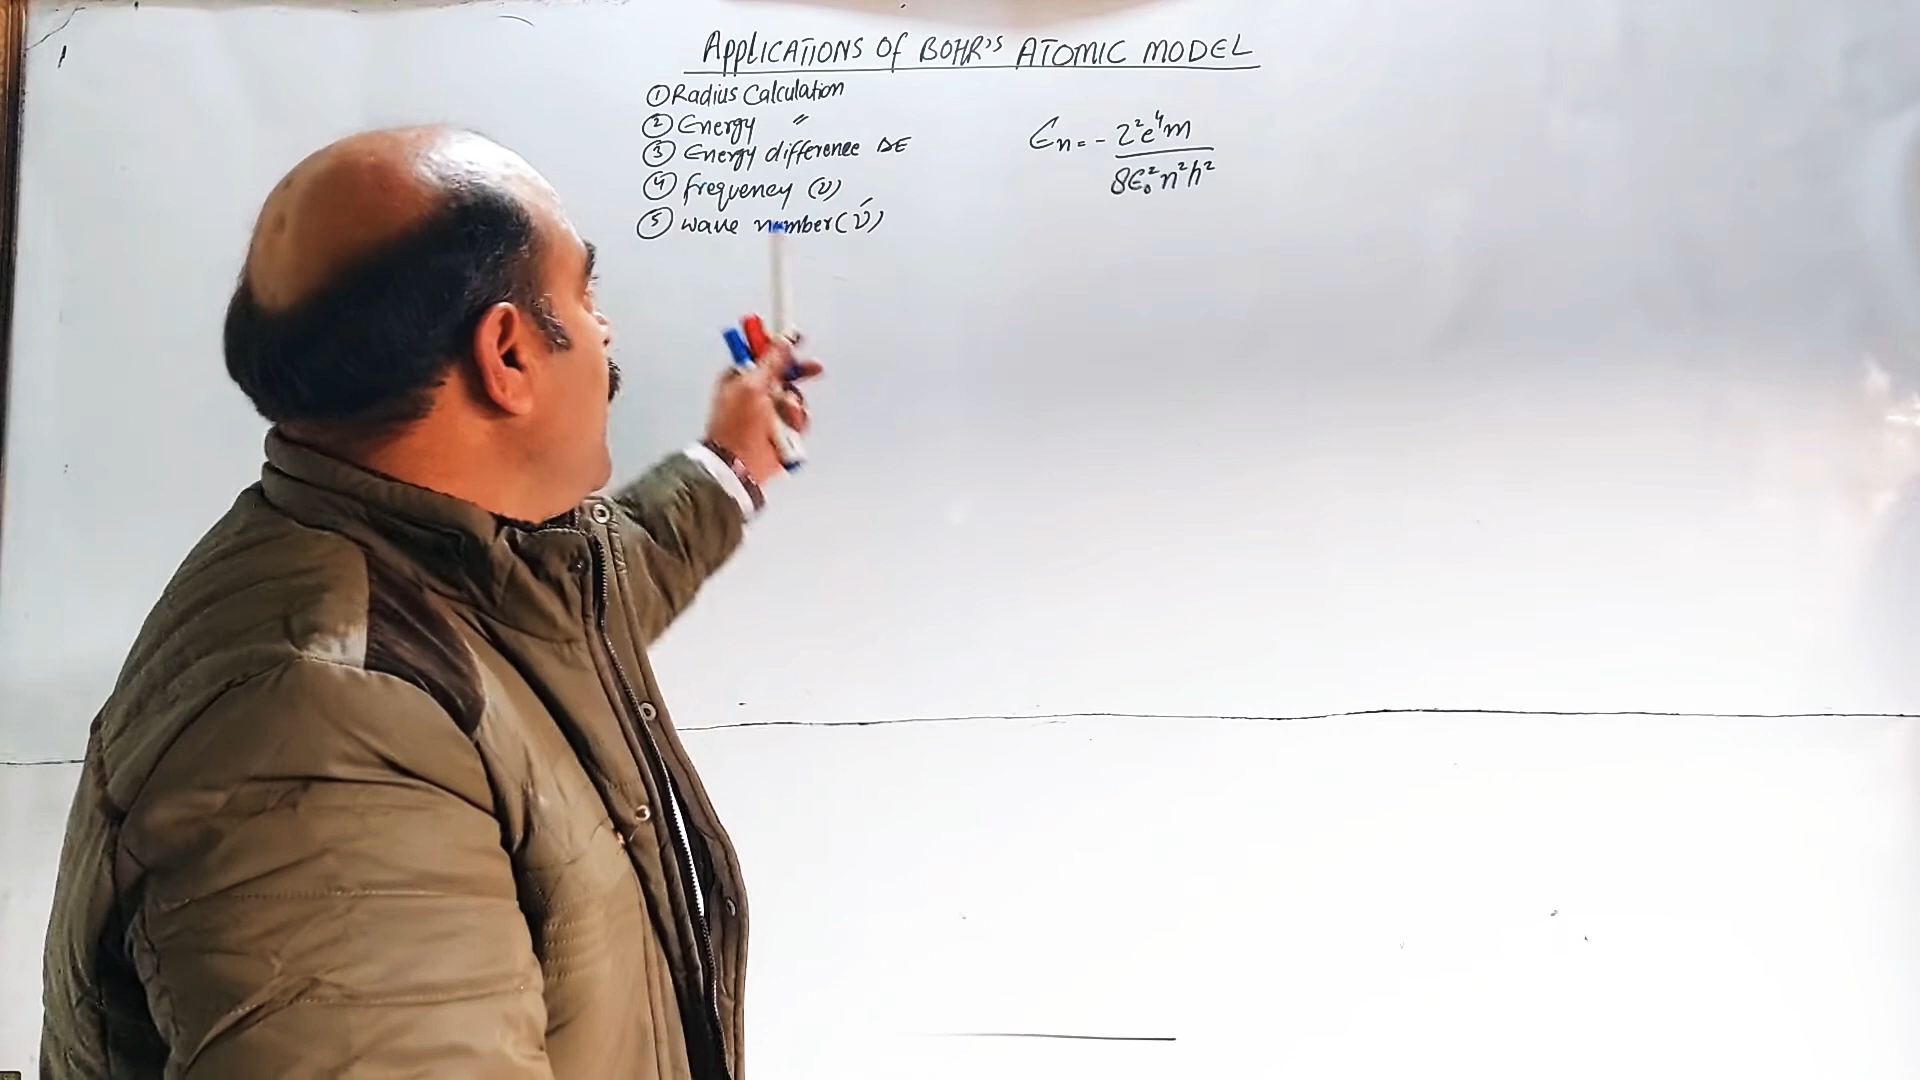 APPLICATIONS OF BOHR'S ATOMIC MODEL
① Radius Calculation
② Energy "
③ Energy difference ΔE
④ frequency (ν)
⑤ wave number (ν̄)
Eₙ = - Z²e⁴m / 8ε₀²n²h²